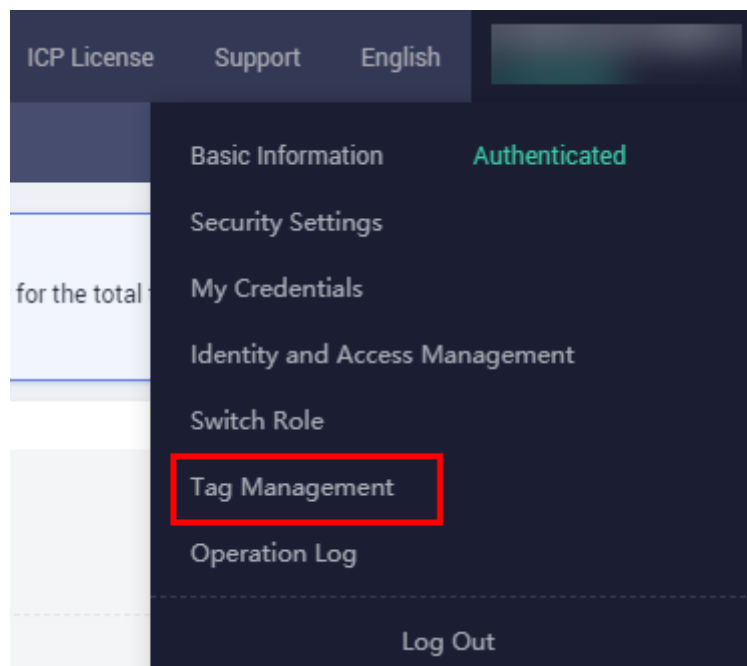 ICP License Support English
Basic Information Authenticated
Security Settings
for the total
My Credentials
Identity and Access Management
Switch Role
Tag Management
Operation Log
Log Out